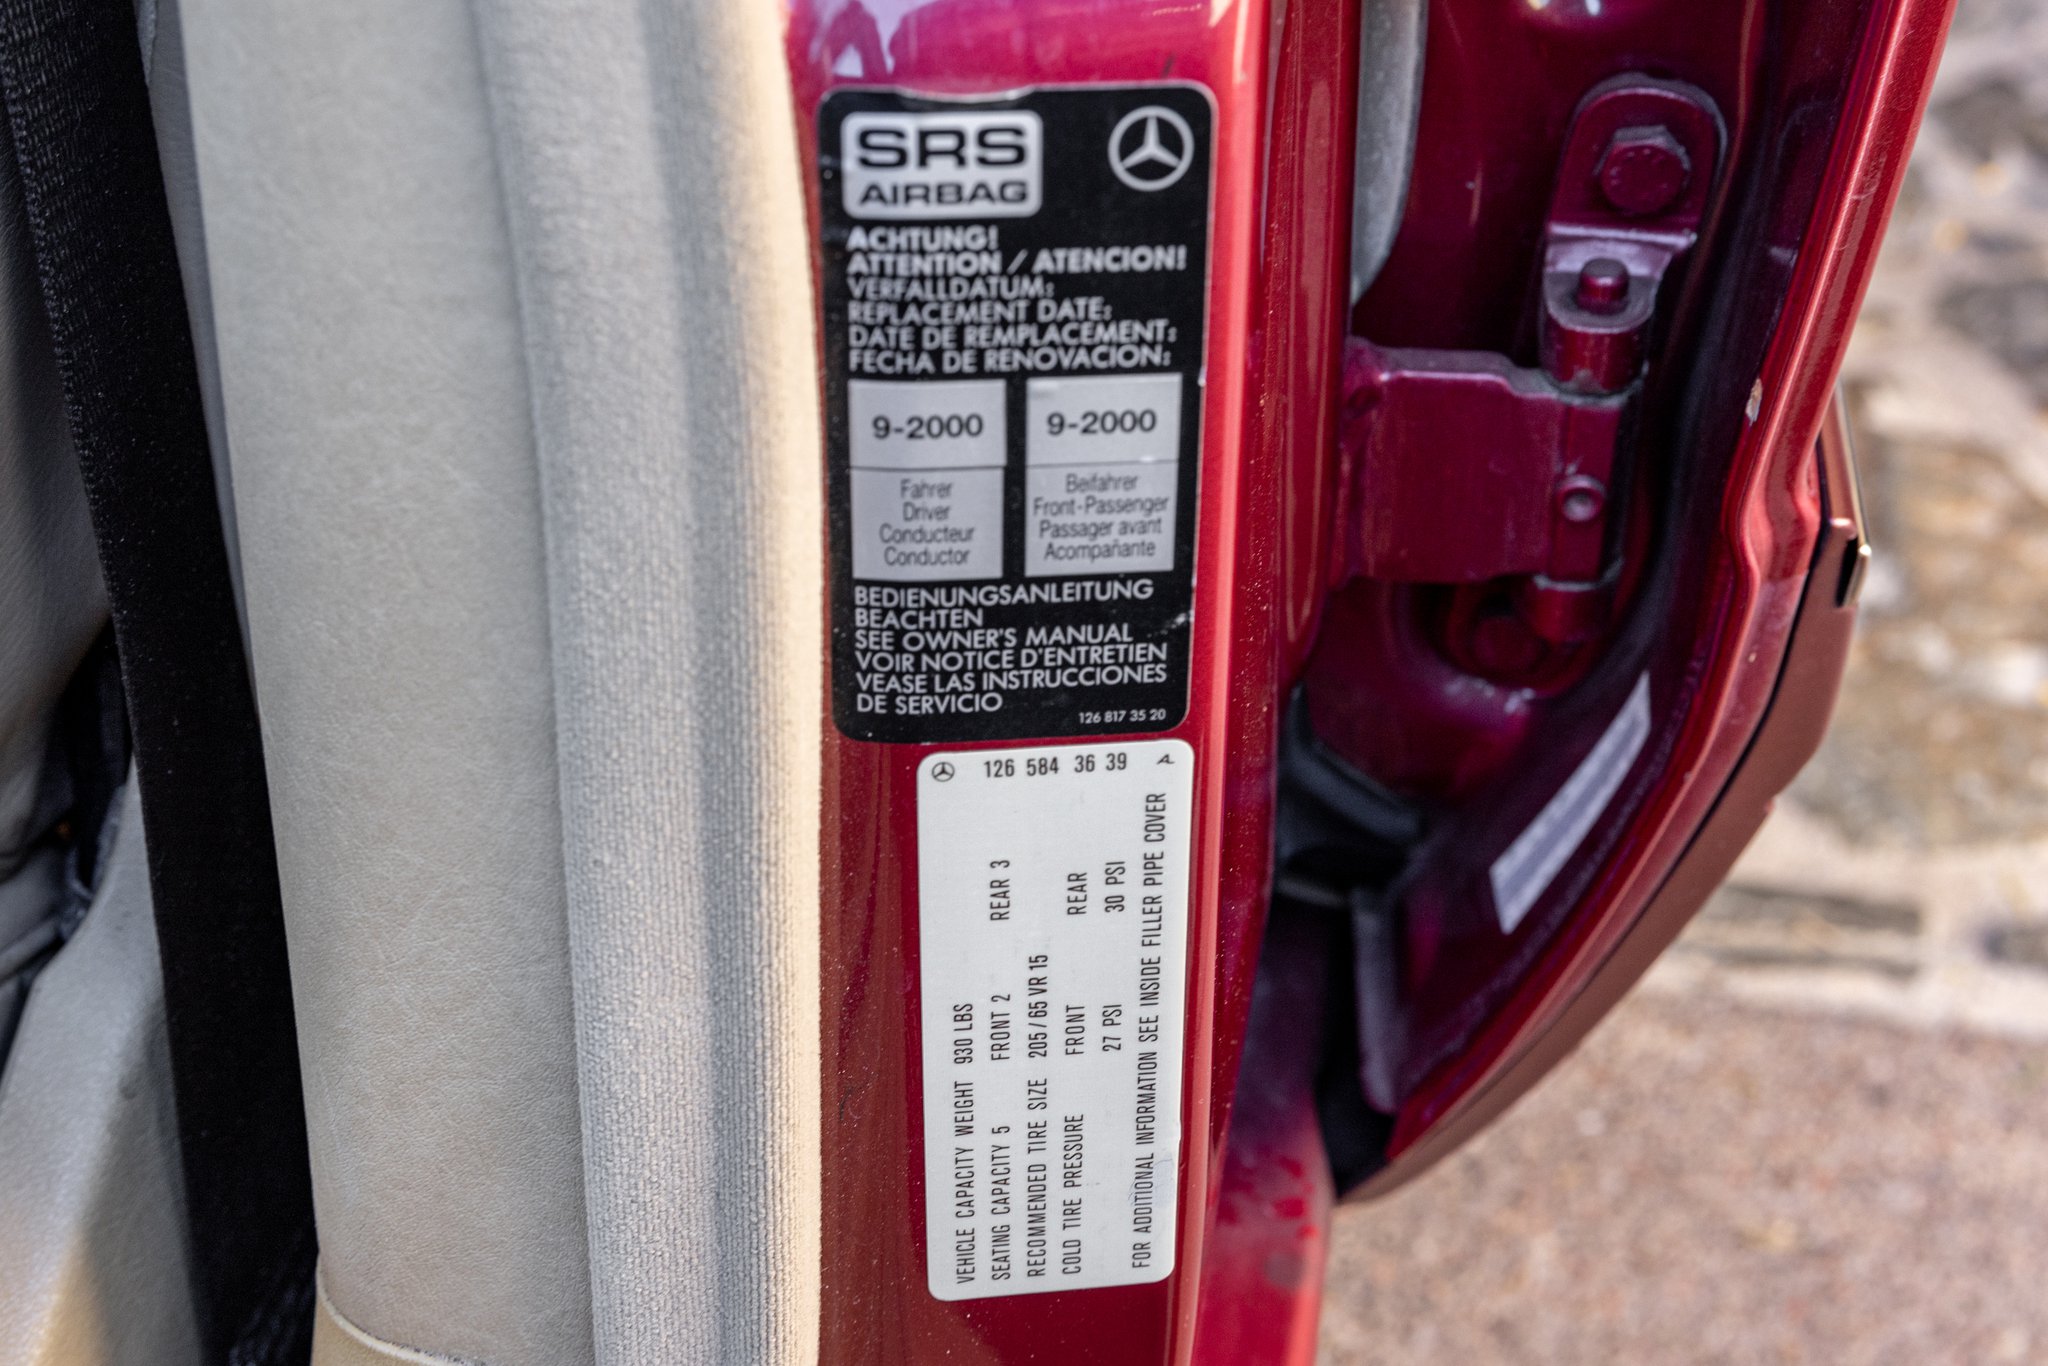 SRS
AIRBAG
ACHTUNG!
ATTENTION / ATENCION!
VERFALLDATUM:
REPLACEMENT DATE:
DATE DE REMPLACEMENT:
FECHA DE RENOVACION:
9-2000
Fahrer
Driver
Conducteur
Conductor
9-2000
Beifahrer
Front-Passenger
Passager avant
Acompañante
BEDIENUNGSANLEITUNG
BEACHTEN
SEE OWNER'S MANUAL
VOIR NOTICE D'ENTRETIEN
VEASE LAS INSTRUCCIONES
DE SERVICIO
126 817 35 20
126 584 36 39 A
VEHICLE CAPACITY WEIGHT 930 LBS
SEATING CAPACITY 5 FRONT 2 REAR 3
RECOMMENDED TIRE SIZE 205/65 VR 15
COLD TIRE PRESSURE FRONT REAR
27 PSI 30 PSI
FOR ADDITIONAL INFORMATION SEE INSIDE FILLER PIPE COVER